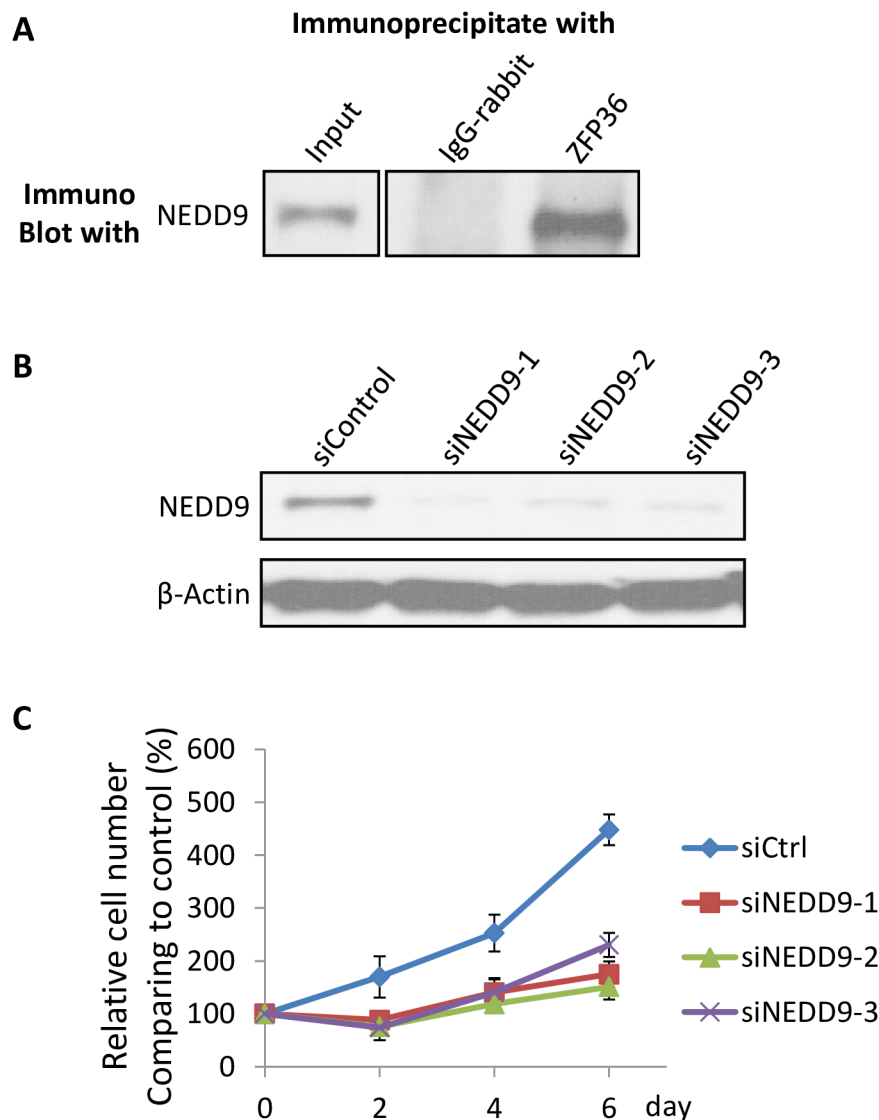 A
Immunoprecipitate with
Input
IgG-rabbit
ZFP36
Immuno
Blot with
NEDD9
B
siControl
siNEDD9-1
siNEDD9-2
siNEDD9-3
NEDD9
β-Actin
C
Relative cell number
Comparing to control (%)
600
500
400
300
200
100
0
0 2 4 6 day
siCtrl
siNEDD9-1
siNEDD9-2
siNEDD9-3